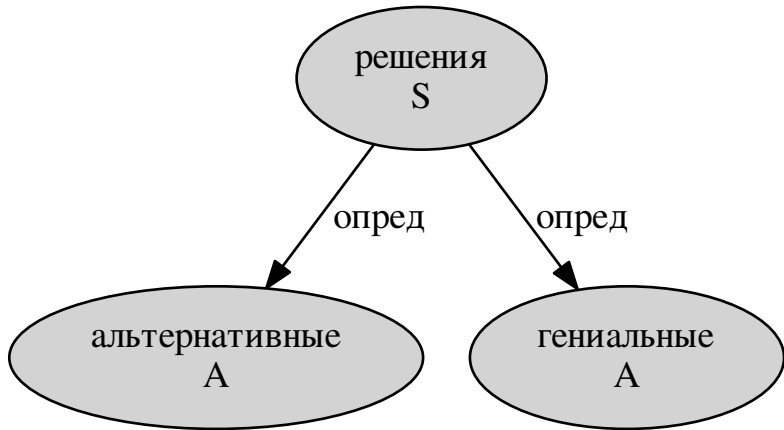 решения
S
опред
опред
альтернативные
A
гениальные
A